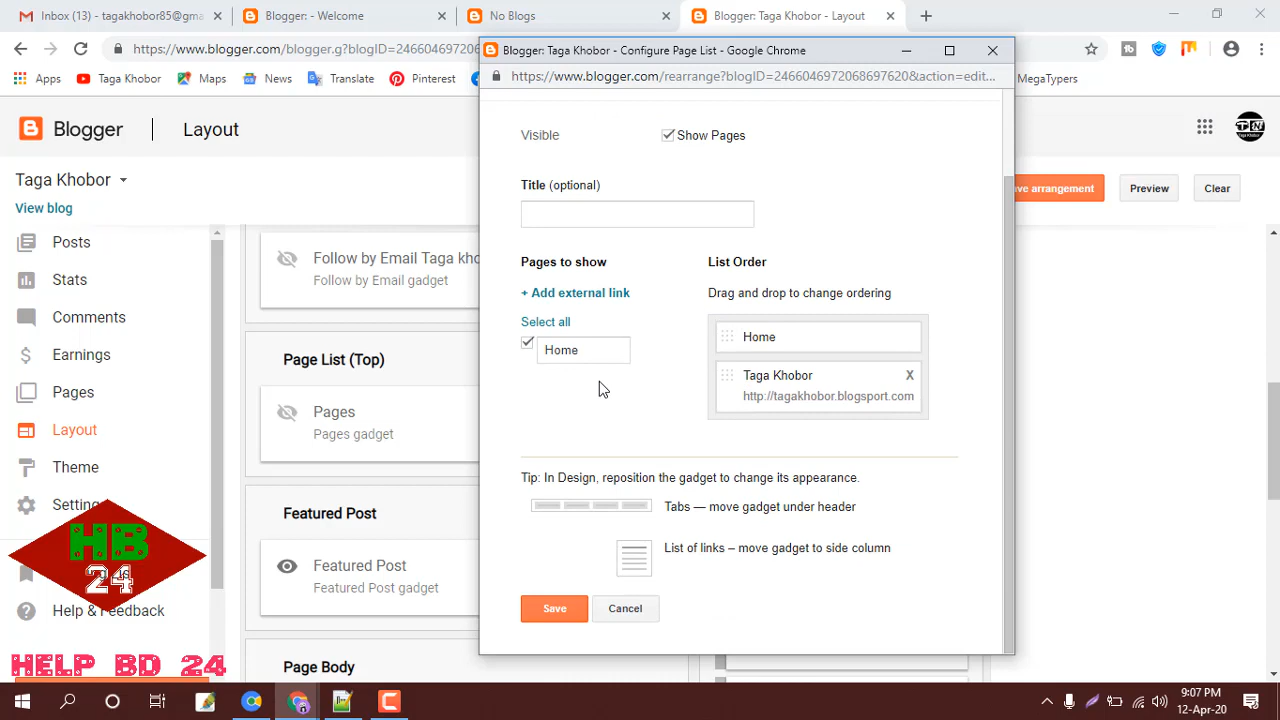 Inbox (13) - tagakhobor85@gma
Blogger: - Welcome
No Blogs
Blogger: Taga Khobor - Layout
https://www.blogger.com/blogger.g?blogID=246604697206
Apps
Taga Khobor
Maps
News
Translate
Pinterest
MegaTypers
Blogger: Taga Khobor - Configure Page List - Google Chrome
https://www.blogger.com/rearrange?blogID=2466046972068697620&action=edit...
Blogger
Layout
Taga Khobor
View blog
ve arrangement
Preview
Clear
Posts
Stats
Comments
Earnings
Pages
Layout
Theme
Help & Feedback
Follow by Email Taga kho
Follow by Email gadget
Page List (Top)
Pages
Pages gadget
Featured Post
Featured Post
Featured Post gadget
Page Body
Visible
Show Pages
Title (optional)
Pages to show
+ Add external link
Select all
Home
List Order
Drag and drop to change ordering
Home
Taga Khobor
X
http://tagakhobor.blogsport.com
Tip: In Design, reposition the gadget to change its appearance.
Tabs — move gadget under header
List of links – move gadget to side column
Save
Cancel
HB
24
HELP BD 24
9:07 PM
12-Apr-20